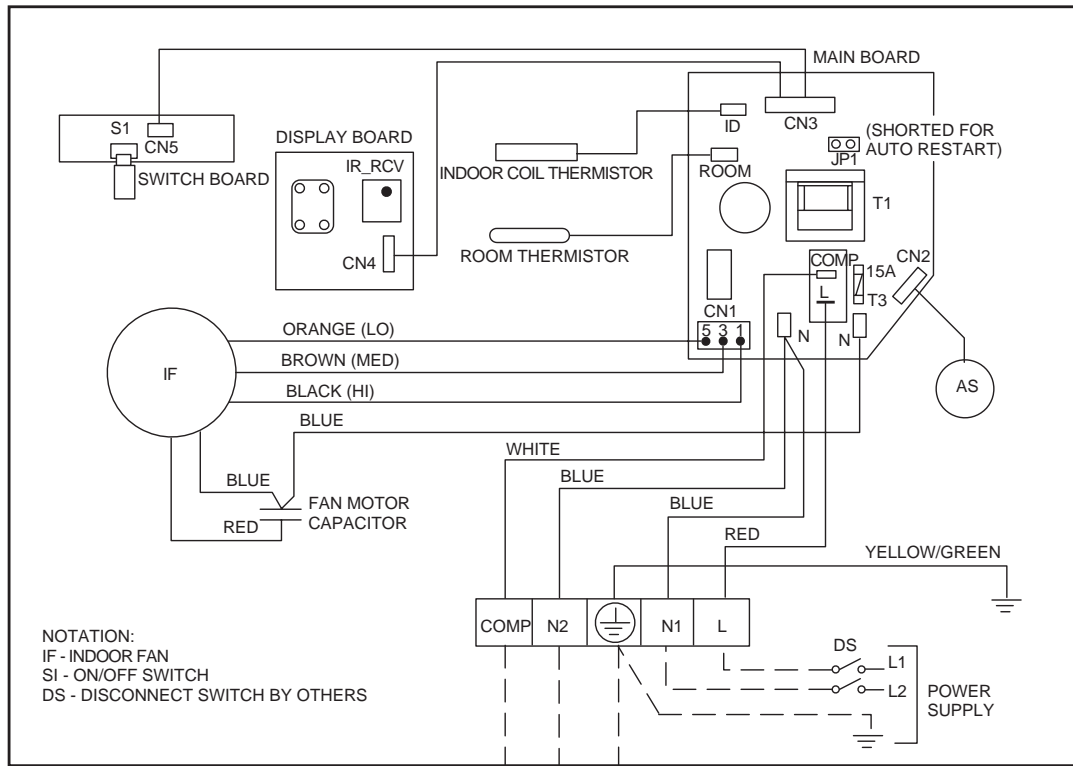 MAIN BOARD
S1
CN5
SWITCH BOARD
DISPLAY BOARD
IR_RCV
CN4
INDOOR COIL THERMISTOR
ROOM THERMISTOR
ID
CN3
(SHORTED FOR
AUTO RESTART)
JP1
ROOM
T1
COMP
CN2
15A
L
T3
CN1
5 3 1
N
N
AS
IF
ORANGE (LO)
BROWN (MED)
BLACK (HI)
BLUE
WHITE
BLUE
BLUE
FAN MOTOR
CAPACITOR
RED
BLUE
RED
YELLOW/GREEN
COMP N2 N1 L
NOTATION:
IF - INDOOR FAN
SI - ON/OFF SWITCH
DS - DISCONNECT SWITCH BY OTHERS
DS
L1
L2
POWER
SUPPLY